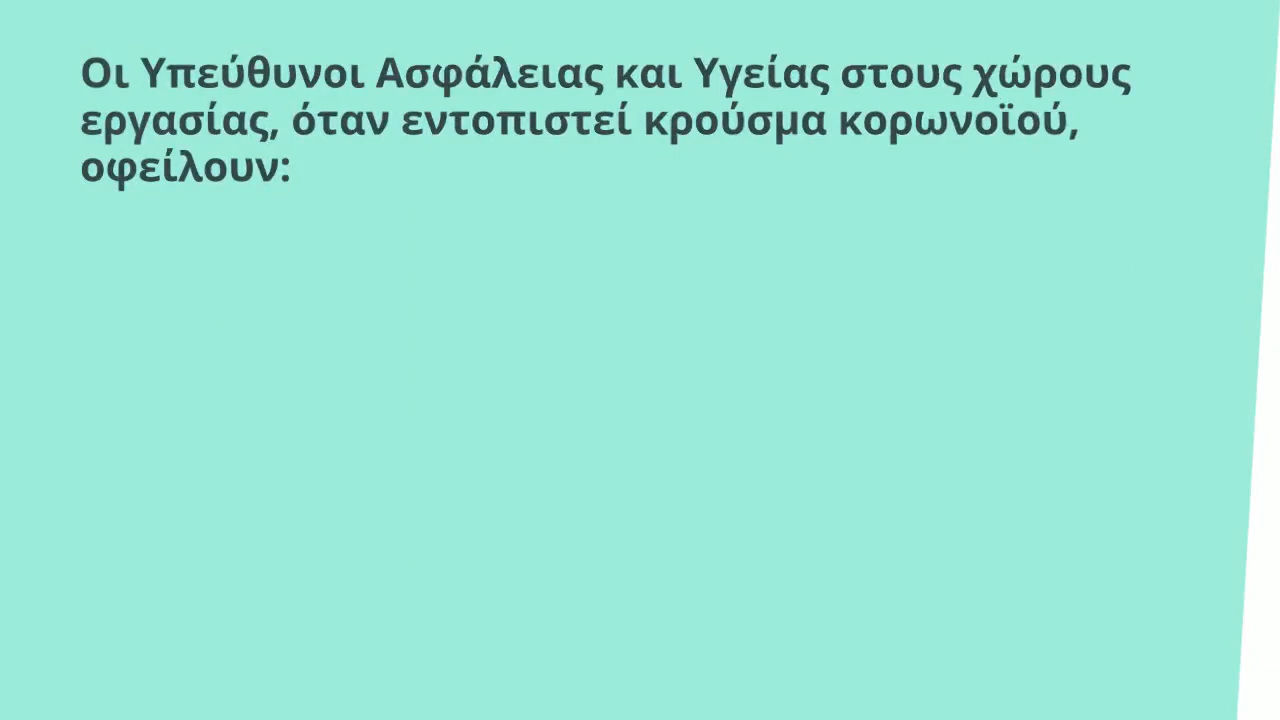 Οι Υπεύθυνοι Ασφάλειας και Υγείας στους χώρους
εργασίας, όταν εντοπιστεί κρούσμα κορωνοϊού,
οφείλουν: